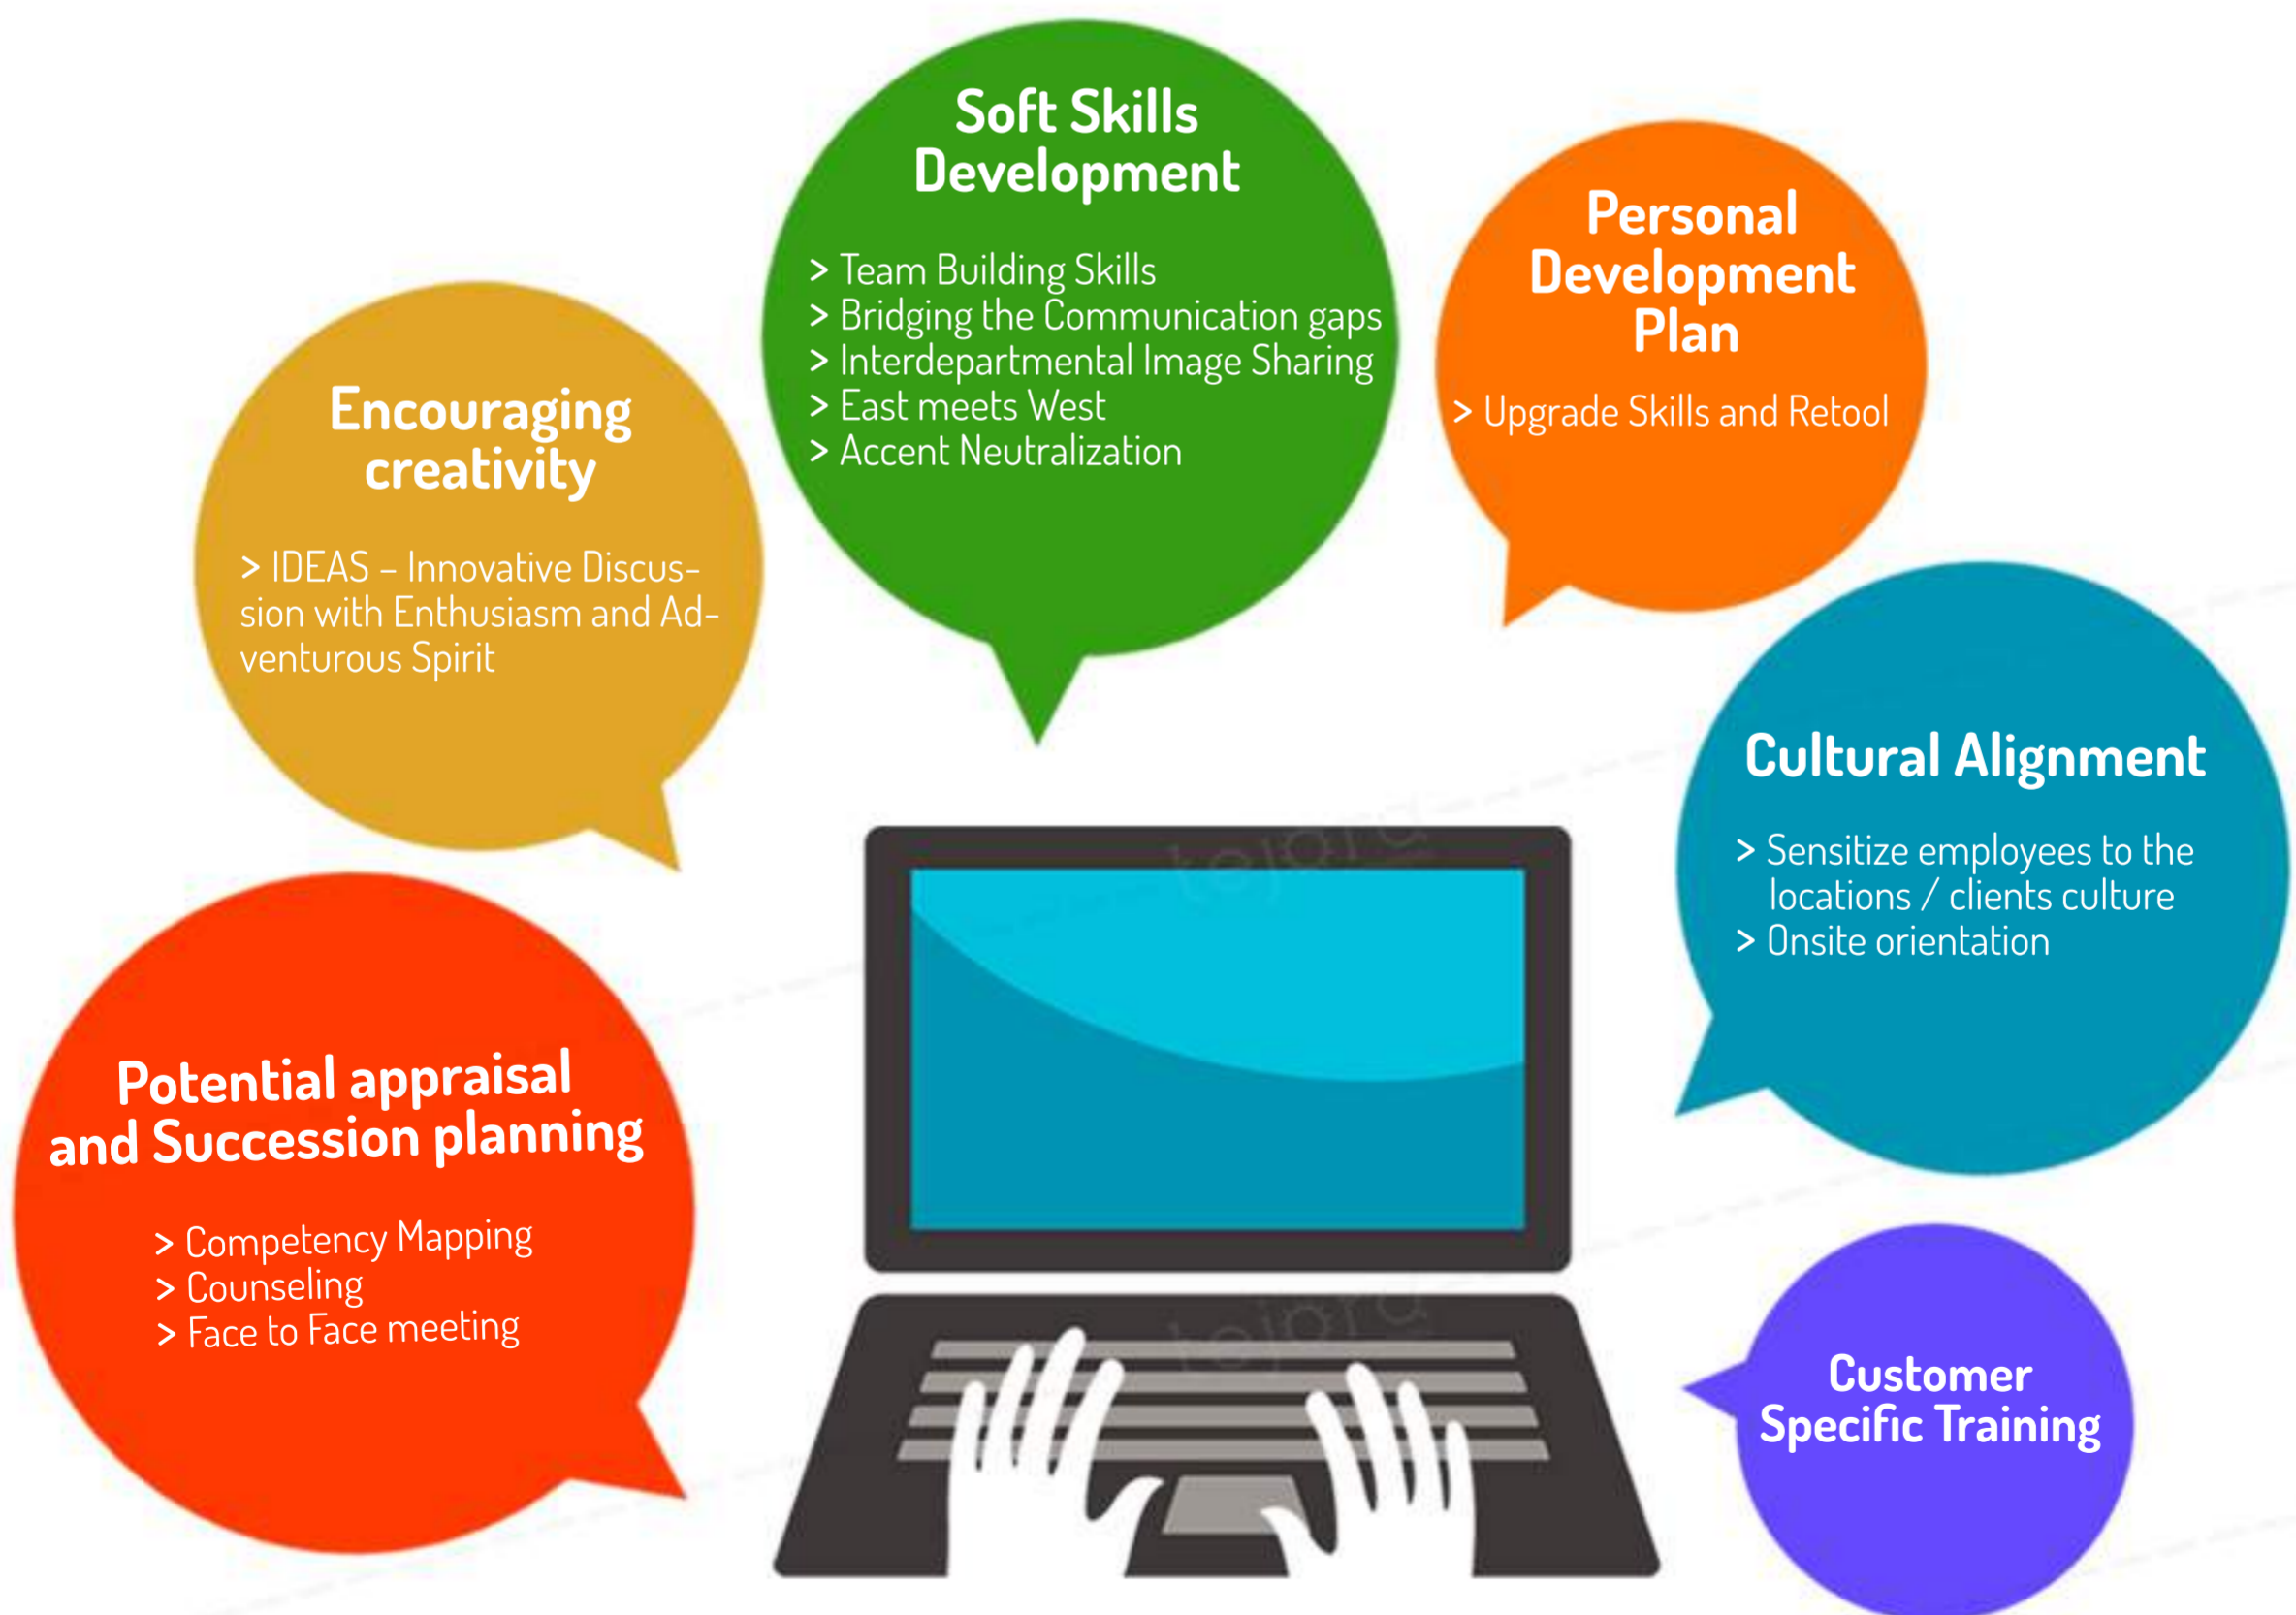 Soft Skills
Development
> Team Building Skills
> Bridging the Communication gaps
> Interdepartmental Image Sharing
> East meets West
> Accent Neutralization
Personal
Development
Plan
> Upgrade Skills and Retool
Encouraging
creativity
> IDEAS – Innovative Discus-
sion with Enthusiasm and Ad-
venturous Spirit
Cultural Alignment
> Sensitize employees to the
locations / clients culture
> Onsite orientation
Potential appraisal
and Succession planning
> Competency Mapping
> Counseling
> Face to Face meeting
Customer
Specific Training